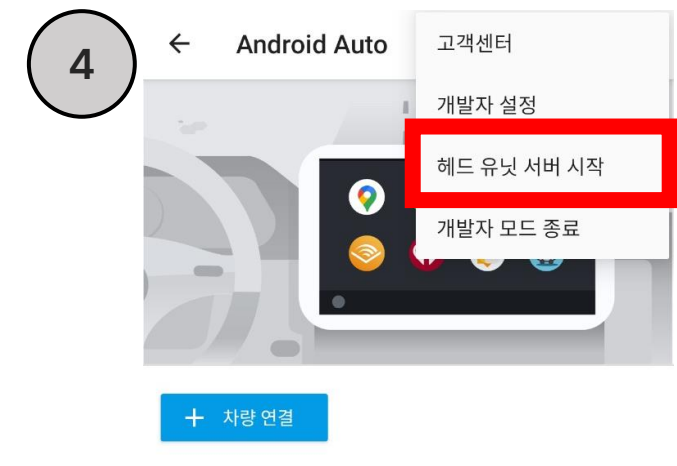 4
Android Auto
고객센터
개발자 설정
헤드 유닛 서버 시작
개발자 모드 종료
+ 차량 연결